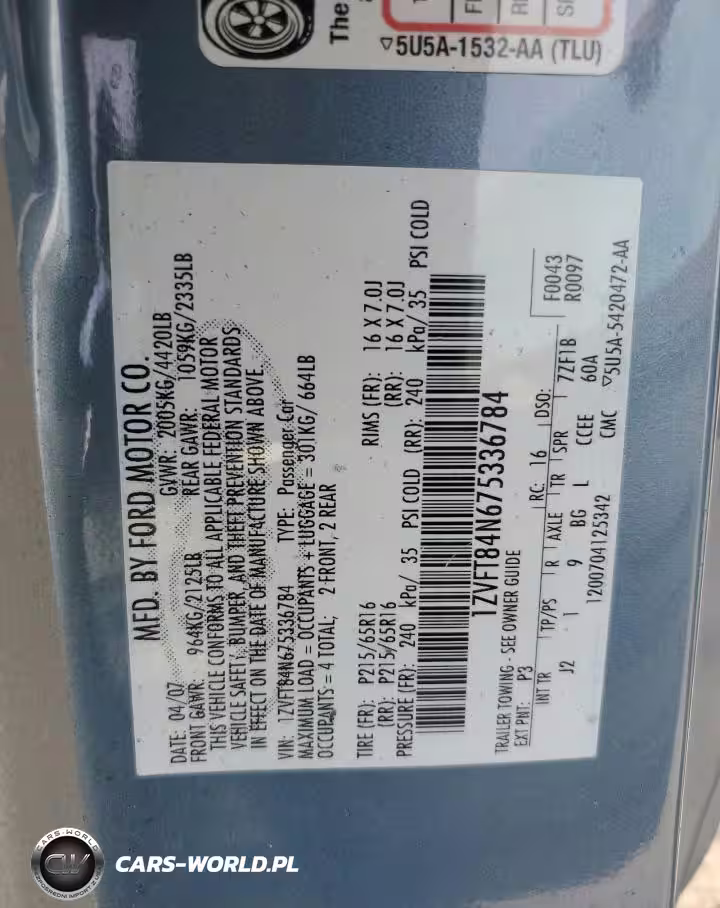 The
▽5U5A-1532-AA (TLU)
MFD. BY FORD MOTOR CO.
DATE: 04/07 GVWR: 2005KG/4420LB
FRONT GAWR: 964KG/2125LB REAR GAWR: 1059KG/2335LB
THIS VEHICLE CONFORMS TO ALL APPLICABLE FEDERAL MOTOR
VEHICLE SAFETY, BUMPER, AND THEFT PREVENTION STANDARDS
IN EFFECT ON THE DATE OF MANUFACTURE SHOWN ABOVE
VIN: 1ZVFT84N675336784 TYPE: Passenger Car
MAXIMUM LOAD = OCCUPANTS + LUGGAGE = 301KG/ 664LB
OCCUPANTS = 4 TOTAL; 2 FRONT, 2 REAR
TIRE (FR): P215/65R16 RIMS (FR): 16 X 7.0J
(RR): P215/65R16 (RR): 16 X 7.0J
PRESSURE (FR): 240 kPa/ 35 PSI COLD (RR): 240 kPa/ 35 PSI COLD
1ZVFT84N675336784
TRAILER TOWING - SEE OWNER GUIDE
EXT PNT: P3 RC: 16 DSO: F0043
R0097
INT TR TP/PS R AXLE TR SPR 7ZF1B
J2 1 9 BG L CCEE 60A
1200704125342 CMC ▽5U5A-5420472-AA
CARS-WORLD
CW
CARS-WORLD.PL